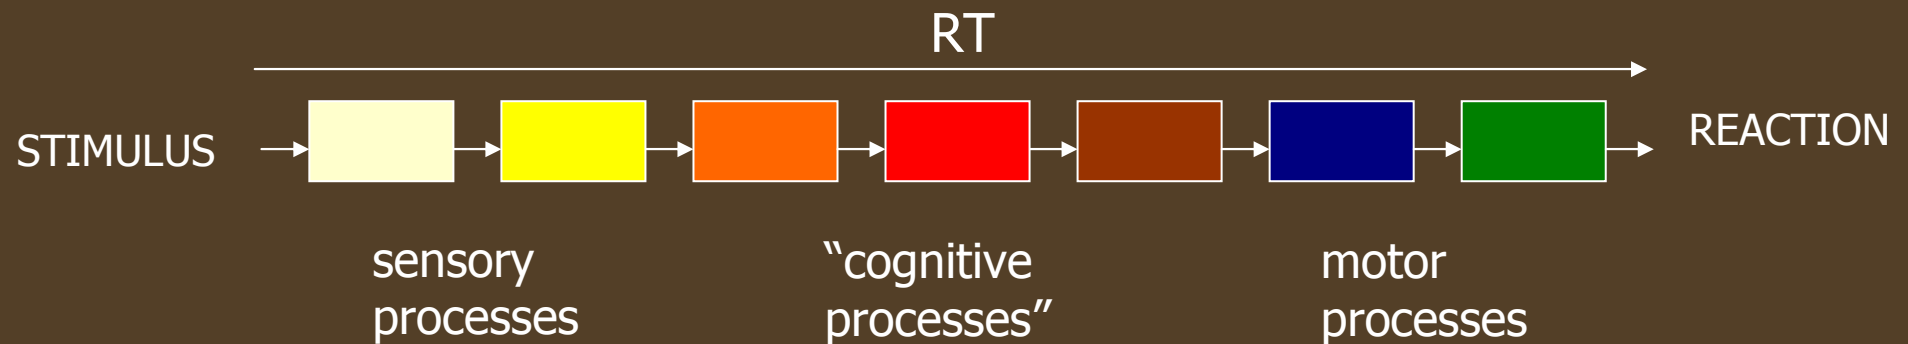 RT
STIMULUS
REACTION
sensory
processes
“cognitive
processes”
motor
processes